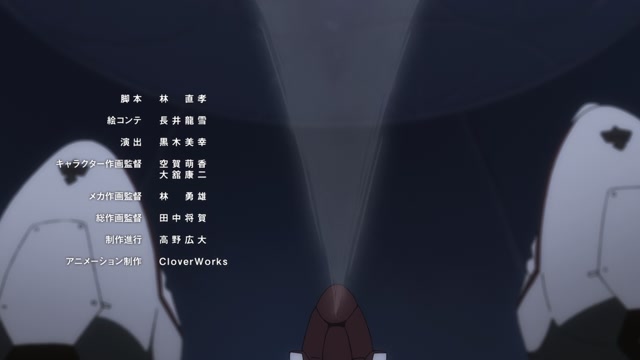 脚本 林 直孝
絵コンテ 長井龍雪
演出 黒木美幸
キャラクター作画監督 空賀萌香
大舘康二
メカ作画監督 林 勇雄
総作画監督 田中将賀
制作進行 高野広大
アニメーション制作 CloverWorks